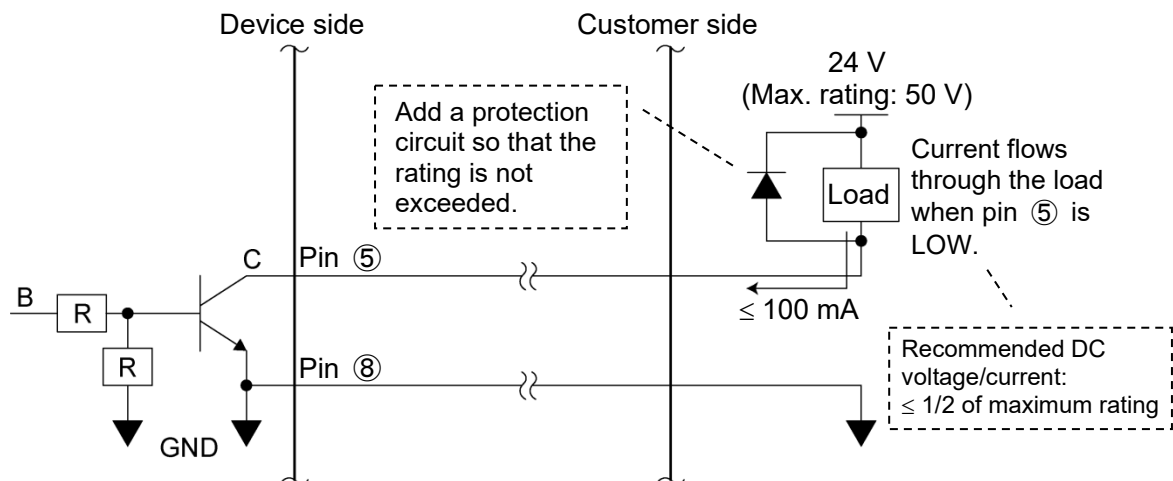 Device side
Customer side
24 V
(Max. rating: 50 V)
Add a protection
circuit so that the
rating is not
exceeded.
Load
Current flows
through the load
when pin ⑤ is
LOW.
C
Pin ⑤
B
R
≤ 100 mA
R
Pin ⑧
GND
Recommended DC
voltage/current:
≤ 1/2 of maximum rating